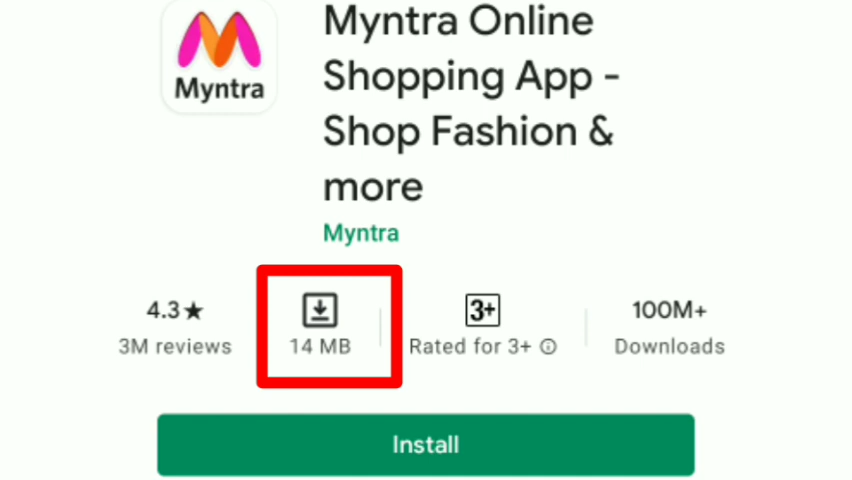 Myntra
Myntra Online
Shopping App -
Shop Fashion &
more
Myntra
4.3★
3M reviews
14 MB
3+
Rated for 3+
100M+
Downloads
Install